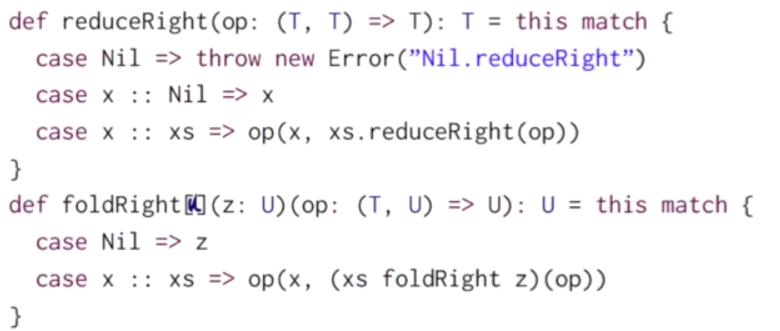 def reduceRight(op: (T, T) => T): T = this match {
  case Nil => throw new Error(”Nil.reduceRight”)
  case x :: Nil => x
  case x :: xs => op(x, xs.reduceRight(op))
}
def foldRight[U](z: U)(op: (T, U) => U): U = this match {
  case Nil => z
  case x :: xs => op(x, (xs foldRight z)(op))
}